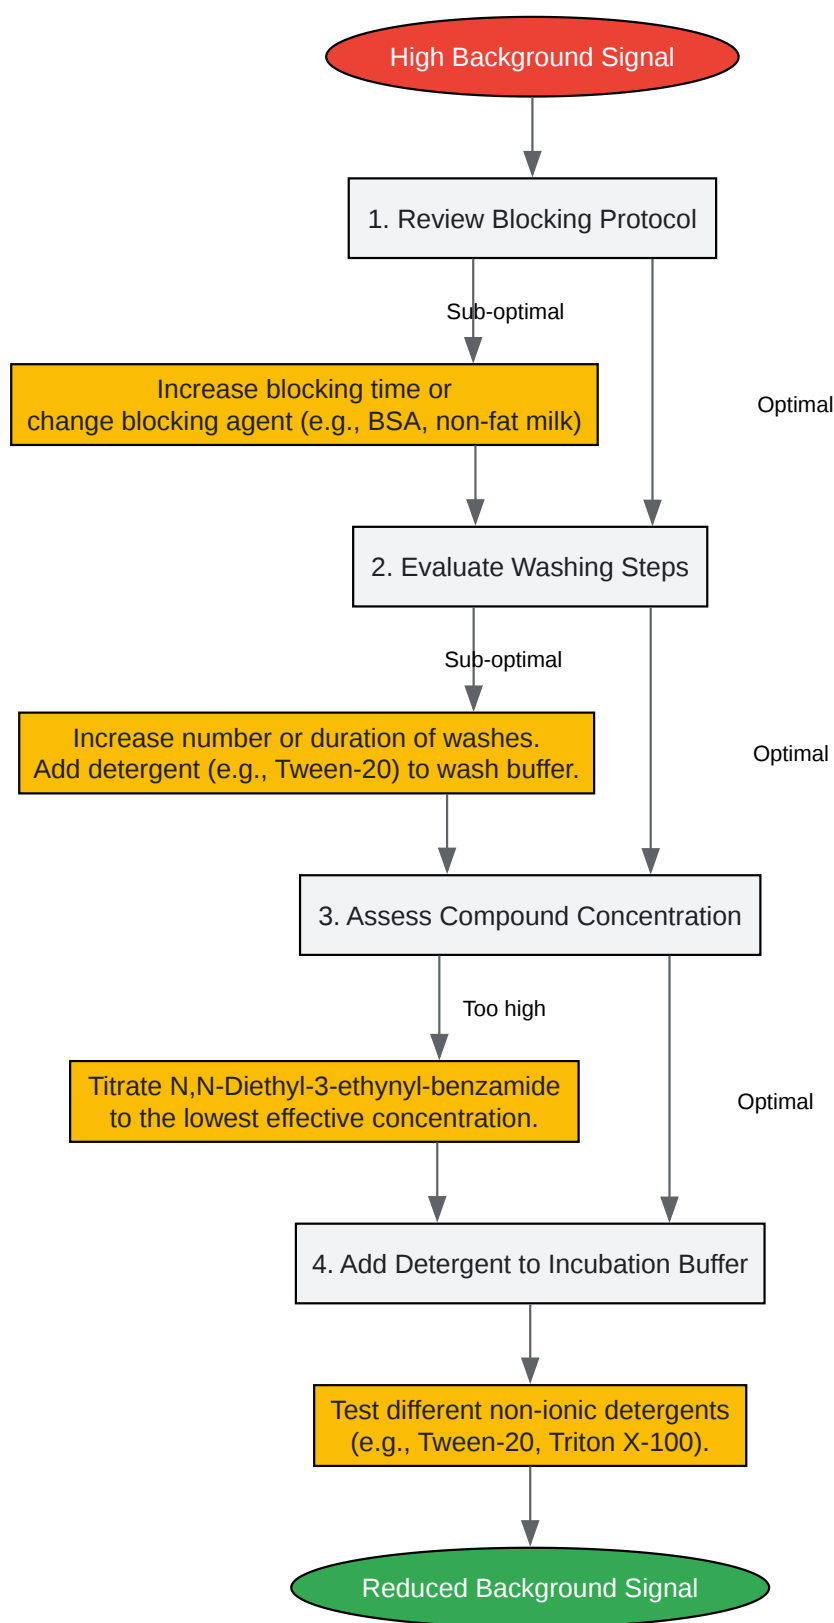 High Background Signal
1. Review Blocking Protocol
Sub-optimal
Increase blocking time or
change blocking agent (e.g., BSA, non-fat milk)
Optimal
2. Evaluate Washing Steps
Sub-optimal
Increase number or duration of washes.
Add detergent (e.g., Tween-20) to wash buffer.
Optimal
3. Assess Compound Concentration
Too high
Titrate N,N-Diethyl-3-ethynyl-benzamide
to the lowest effective concentration.
Optimal
4. Add Detergent to Incubation Buffer
Test different non-ionic detergents
(e.g., Tween-20, Triton X-100).
Reduced Background Signal